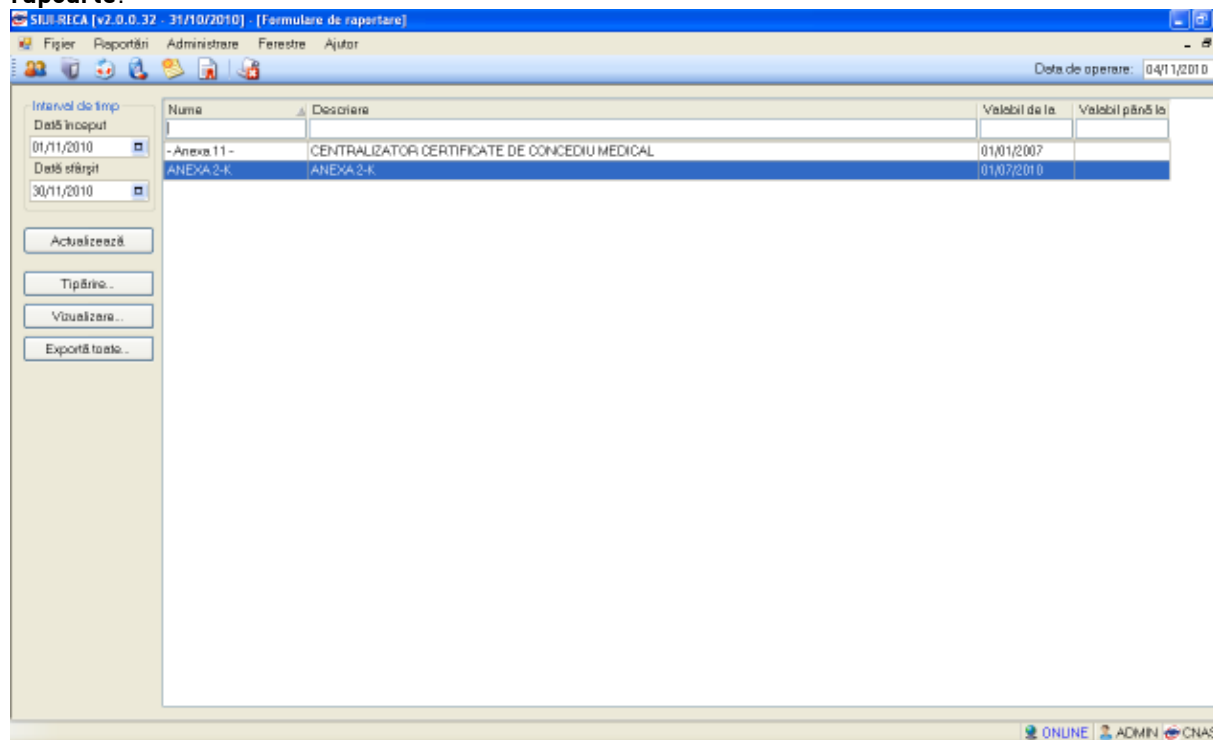 rapoarte.
SIUI-RECA [v2.0.0.32 - 31/10/2010] - [Formulare de raportare]
Fişier Raportări Administrare Ferestre Ajutor
Data de operare: 04/11/2010
Interval de timp
Dată început
01/11/2010
Dată sfârşit
30/11/2010
Actualizează
Tipărire...
Vizualizare...
Exportă toate...
Nume Descriere Valabil de la Valabil până la
- Anexa 11 - CENTRALIZATOR CERTIFICATE DE CONCEDIU MEDICAL 01/01/2007
ANEXA 2-K ANEXA 2-K 01/07/2010
ONLINE ADMIN CNAS